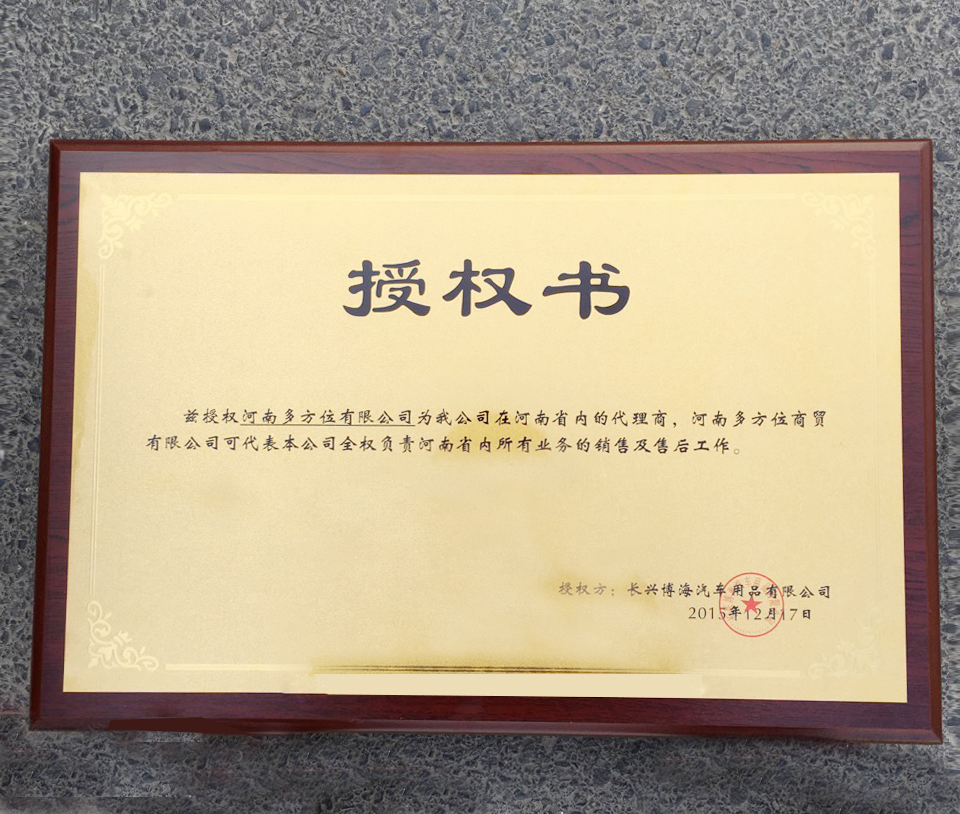 授权书
兹授权河南多方位有限公司为我公司在河南省内的代理商，河南多方位商贸
有限公司可代表本公司全权负责河南省内所有业务的销售及售后工作。
授权方：长兴博海汽车用品有限公司
2015年12月17日